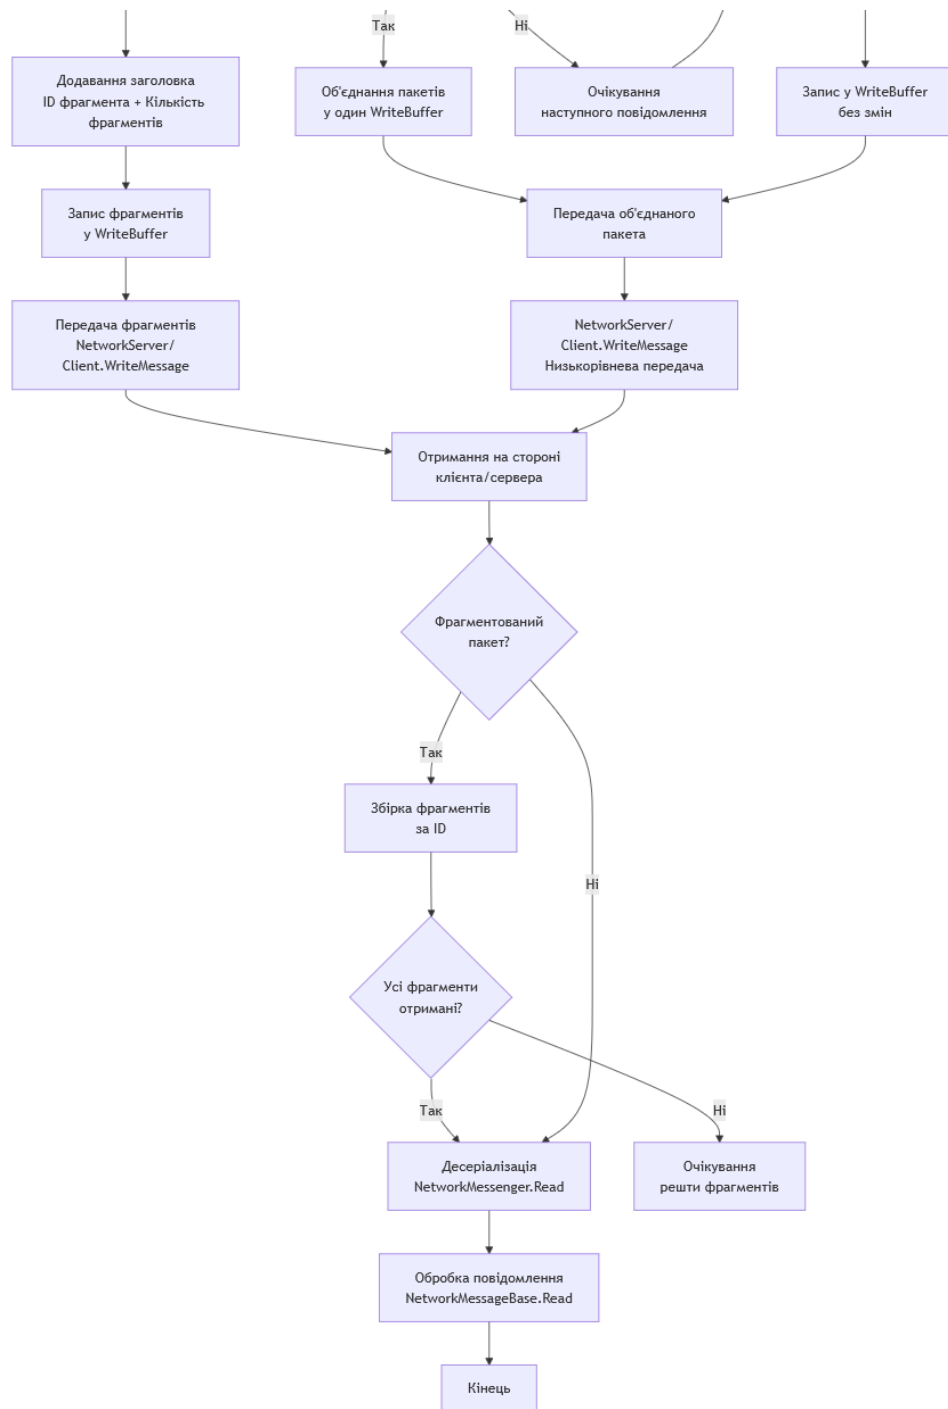 Так
Ні
Додавання заголовка
ID фрагмента + Кількість
фрагментів
Об'єднання пакетів
у один WriteBuffer
Очікування
наступного повідомлення
Запис у WriteBuffer
без змін
Запис фрагментів
у WriteBuffer
Передача об'єднаного
пакета
Передача фрагментів
NetworkServer/
Client.WriteMessage
NetworkServer/
Client.WriteMessage
Низькорівнева передача
Отримання на стороні
клієнта/сервера
Фрагментований
пакет?
Так
Збірка фрагментів
за ID
Ні
Усі фрагменти
отримані?
Так
Ні
Десеріалізація
NetworkMessenger.Read
Очікування
решти фрагментів
Обробка повідомлення
NetworkMessageBase.Read
Кінець